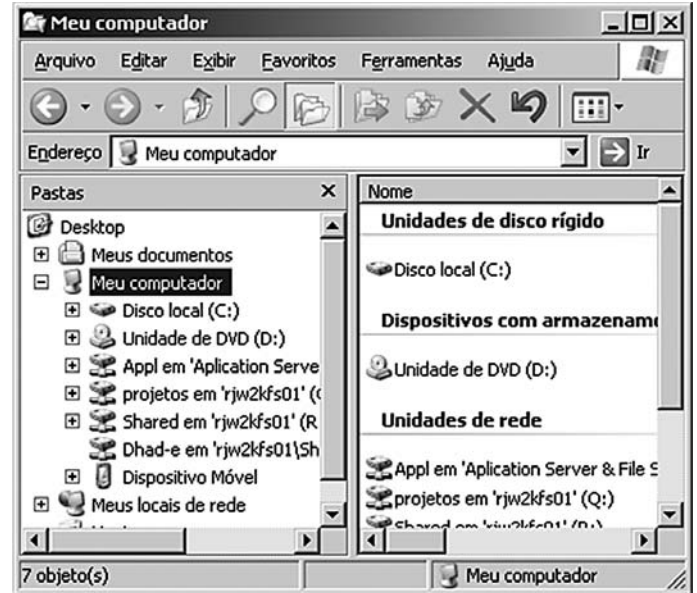 Meu computador
Arquivo Editar Exibir Favoritos Ferramentas Ajuda
Endereço Meu computador Ir
Pastas
Desktop
Meus documentos
Meu computador
Disco local (C:)
Unidade de DVD (D:)
Appl em 'Aplication Serve
projetos em 'rjw2kfs01' (
Shared em 'rjw2kfs01' (R
Dhad-e em 'rjw2kfs01\Sh
Dispositivo Móvel
Meus locais de rede
Nome
Unidades de disco rígido
Disco local (C:)
Dispositivos com armazenam
Unidade de DVD (D:)
Unidades de rede
Appl em 'Aplication Server & File S
projetos em 'rjw2kfs01' (Q:)
Shared em 'rjw2kfs01' (R:)
7 objeto(s)
Meu computador